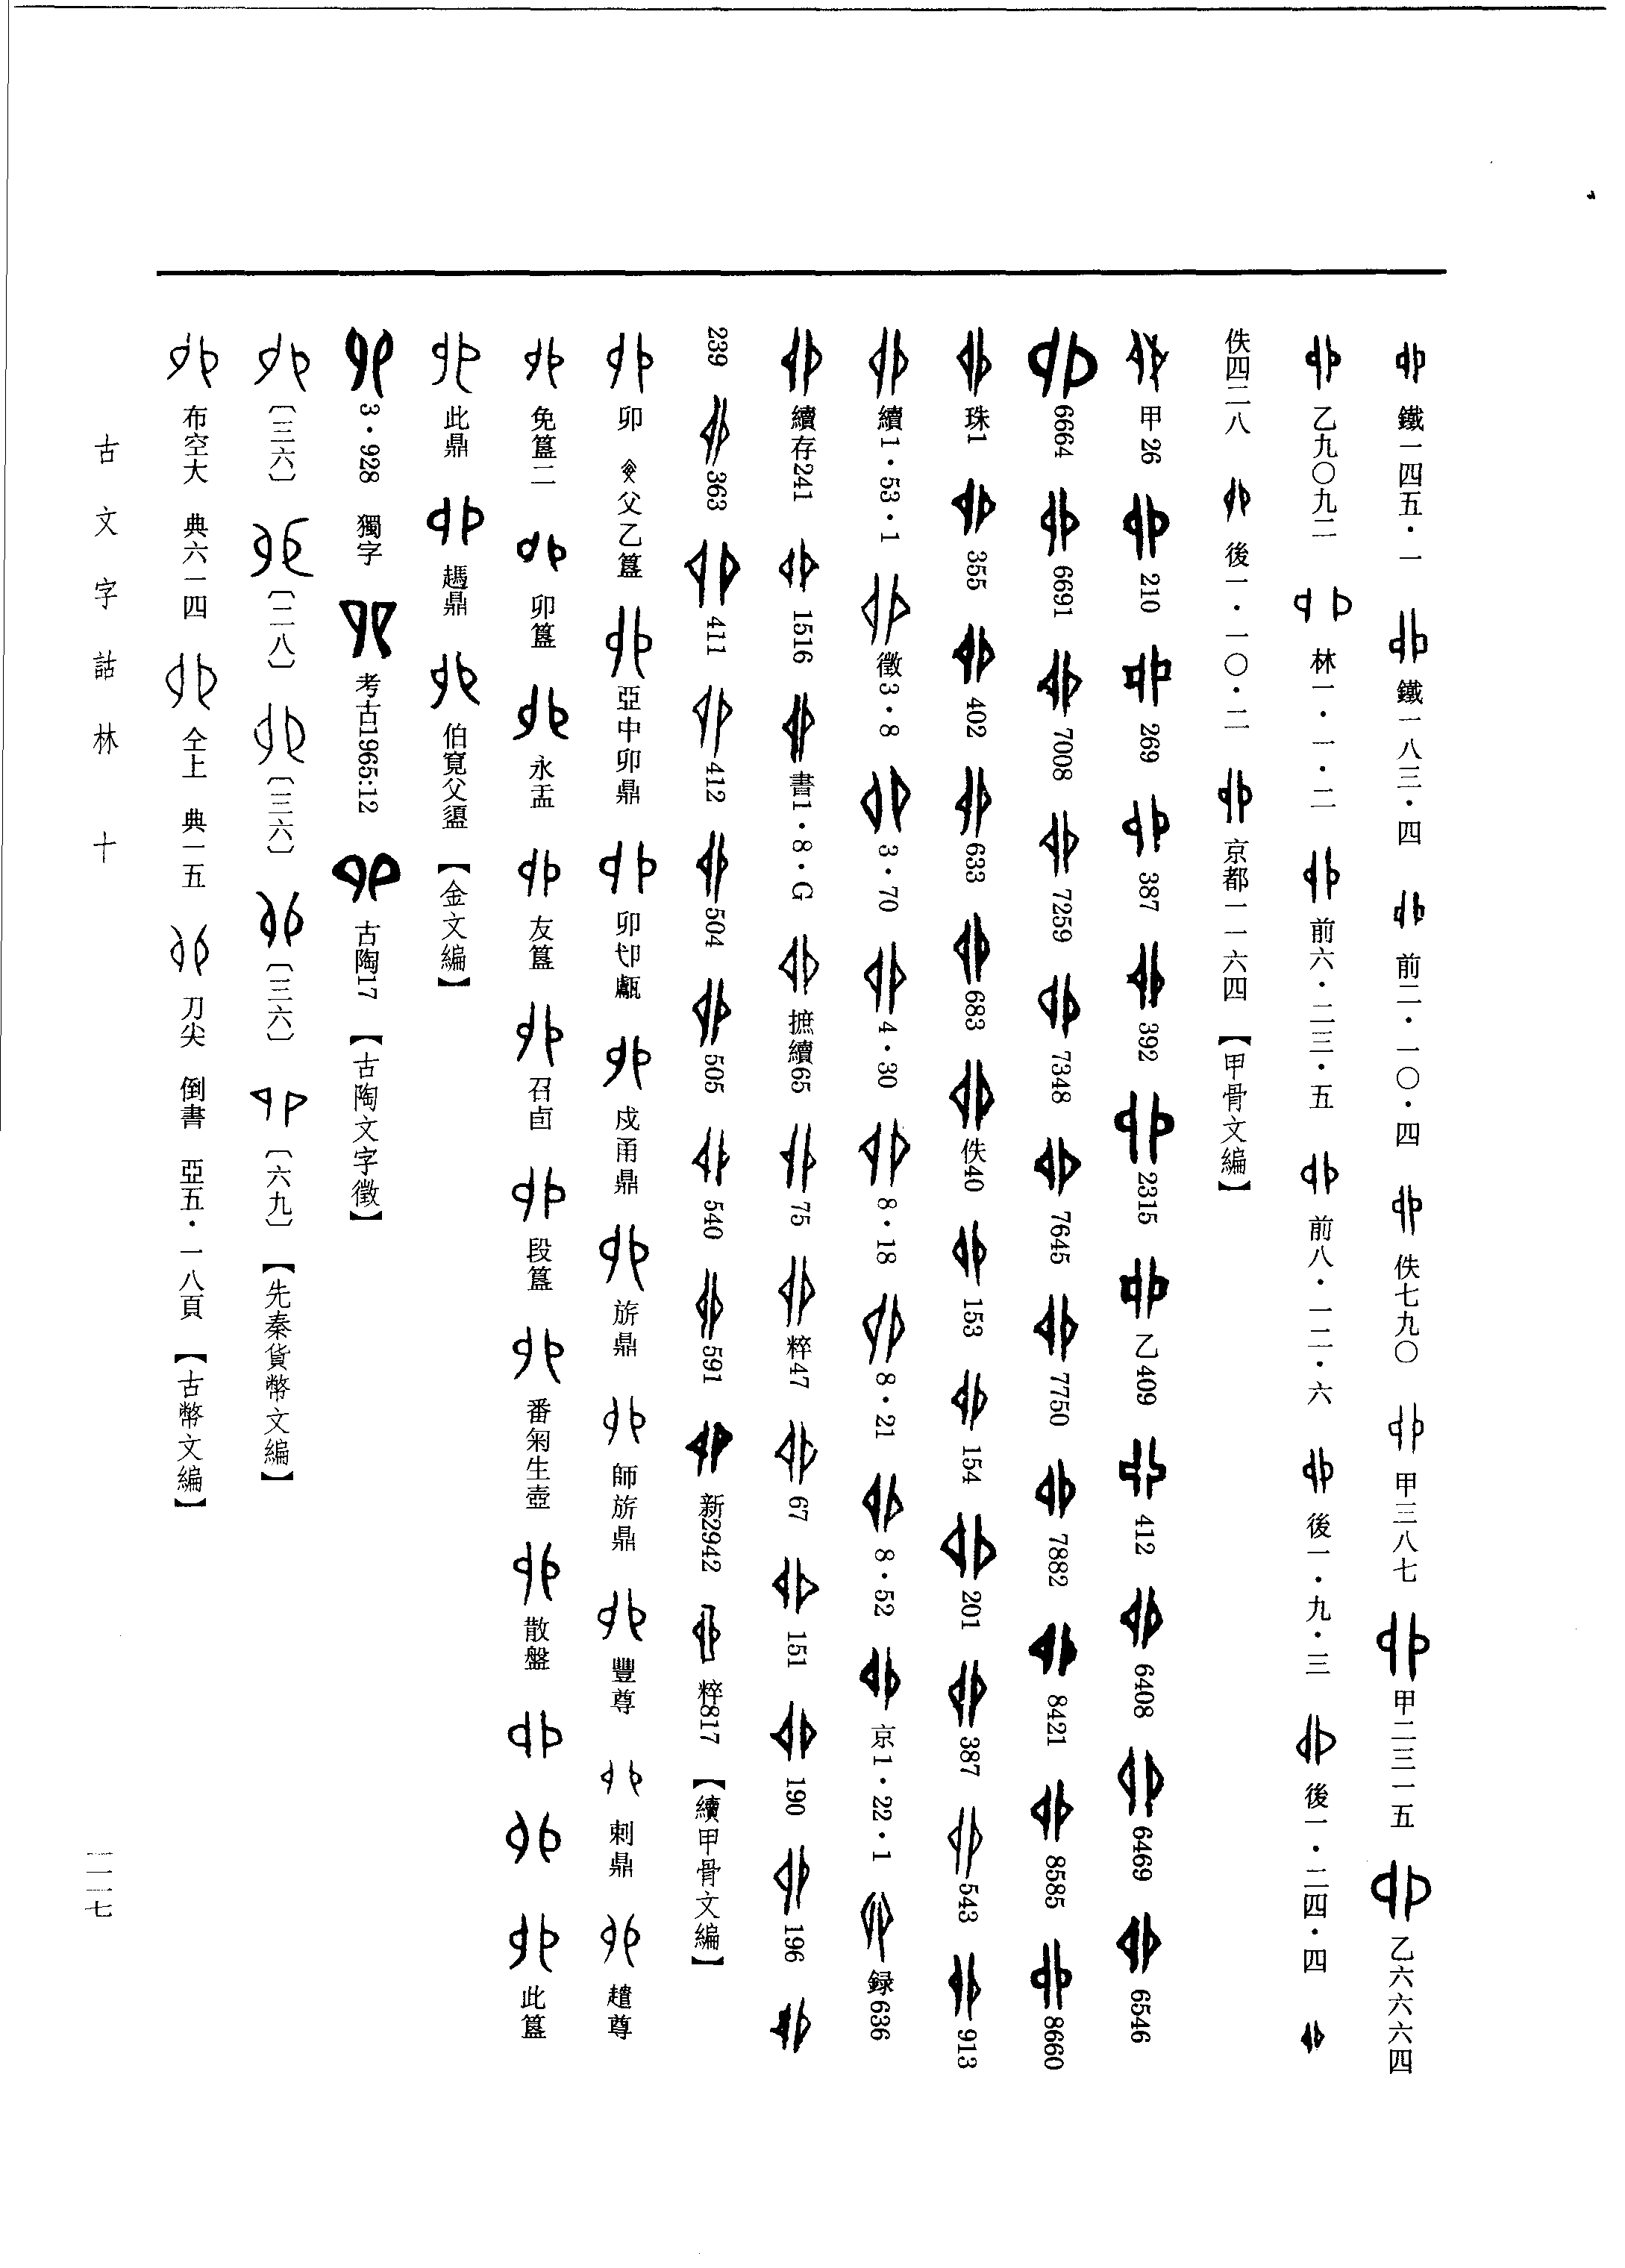 鐵一四五·一 鐵一八三·四 前二·一〇·四 佚七九〇 甲三八七 甲二三一五 乙六六六四
乙九〇九二 林一·一·二 前六·二三·五 前八·一二·六 後一·九·三 後一·二四·四
佚四二八 後一·一〇·二 京都一一六四 【甲骨文編】
甲26 210 269 387 392 2315 乙409 412 6408 6469 6546
6664 6691 7008 7259 7348 7645 7750 7882 8421 8585 8660
珠1 355 402 633 683 佚40 153 154 201 387 543 913
續1·53·1 徵3·8 3·70 4·30 8·18 8·21 8·52 京1·22·1 録636
續存241 1516 書1·8·G 摭續65 75 粹47 67 151 190 196
239 363 411 412 504 505 540 591 新2942 粹817 【續甲骨文編】
卯 父乙簋 亞中卯鼎 卯𠨘甗 戍甬鼎 旂鼎 師旂鼎 豐尊 刺鼎 趞尊
免簋二 卯簋 永盂 友簋 召卣 段簋 番匊生壺 散盤 此簋
此鼎 趞鼎 伯寛父盨 【金文編】
3·928 獨字 考古1965:12 古陶17 【古陶文字徵】
〔三六〕 〔二八〕 〔三六〕 〔三六〕 〔六九〕 【先秦貨幣文編】
布空大 典六一四 仝上 典一五 刀尖 倒書 亞五·一八頁 【古幣文編】
古文字詁林 十
一一一七